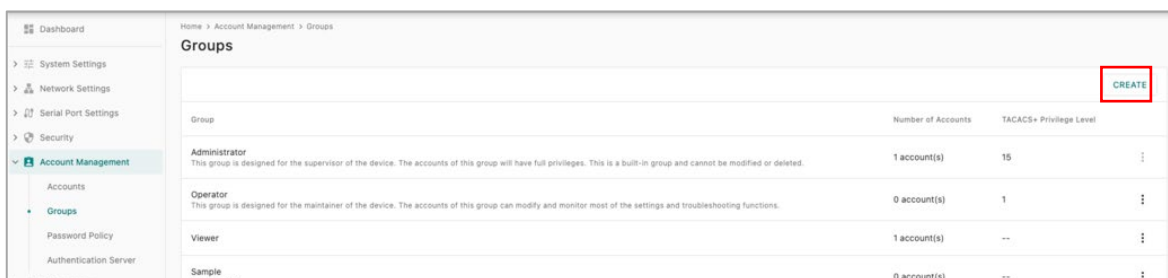 Dashboard
System Settings
Network Settings
Serial Port Settings
Security
Account Management
Accounts
Groups
Password Policy
Authentication Server
Home > Account Management > Groups
Groups
CREATE
Group Number of Accounts TACACS+ Privilege Level
Administrator
This group is designed for the supervisor of the device. The accounts of this group will have full privileges. This is a built-in group and cannot be modified or deleted.
1 account(s) 15
Operator
This group is designed for the maintainer of the device. The accounts of this group can modify and monitor most of the settings and troubleshooting functions.
0 account(s) 1
Viewer 1 account(s) --
Sample
0 account(s) --